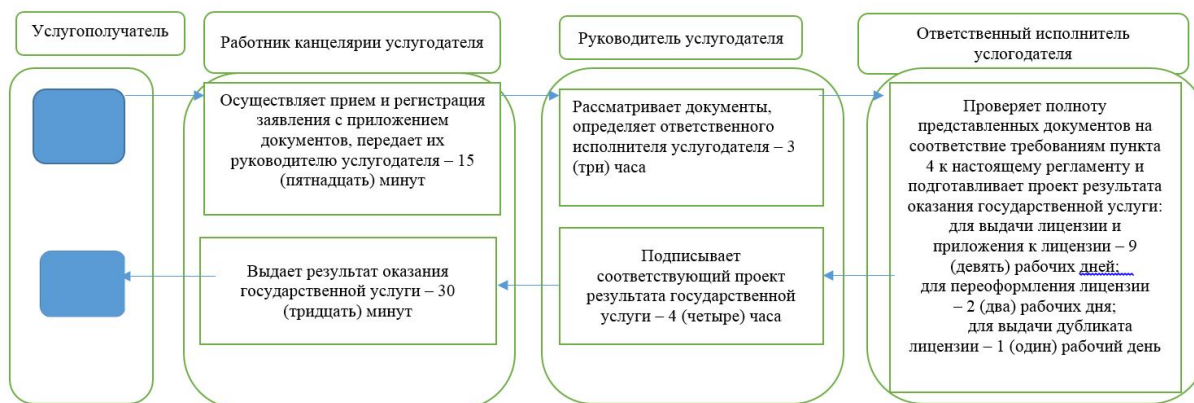 Услугополучатель
Работник канцелярии услугодателя
Руководитель услугодателя
Ответственный исполнитель
услогодателя
Осуществляет прием и регистрация
заявления с приложением
документов, передает их
руководителю услугодателя – 15
(пятнадцать) минут
Рассматривает документы,
определяет ответственного
исполнителя услугодателя – 3
(три) часа
Проверяет полноту
представленных документов на
соответствие требованиям пункта
4 к настоящему регламенту и
подготавливает проект результата
оказания государственной услуги:
для выдачи лицензии и
приложения к лицензии – 9
(девять) рабочих дней;
для переоформления лицензии
– 2 (два) рабочих дня;
для выдачи дубликата
лицензии – 1 (один) рабочий день
Подписывает
соответствующий проект
результата государственной
услуги – 4 (четыре) часа
Выдает результат оказания
государственной услуги – 30
(тридцать) минут